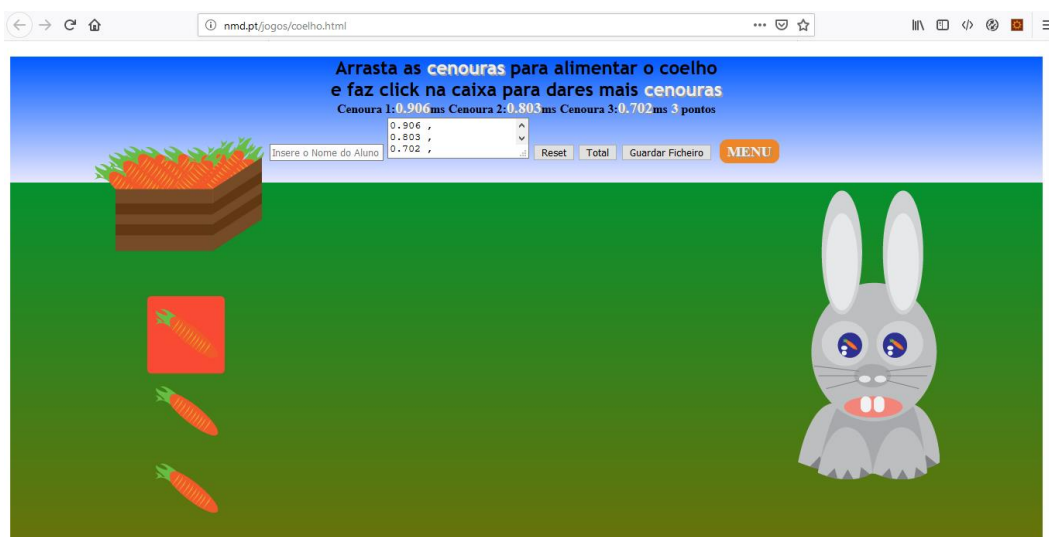 nmd.pt/jogos/coelho.html
Arrasta as cenouras para alimentar o coelho
e faz click na caixa para dares mais cenouras
Cenoura 1:0.906ms Cenoura 2:0.803ms Cenoura 3:0.702ms 3 pontos
0.906 ,
0.803 ,
0.702 ,
Insere o Nome do Aluno
Reset Total Guardar Ficheiro MENU